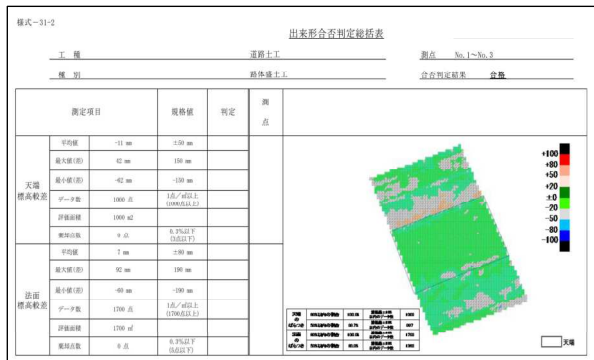 様式－31-2
出来形合否判定総括表
工 種 道路土工 測点 No.1～No.3
種 別 路体盛土工 合否判定結果 合格
測定項目 規格値 判定 測点
天端標高較差
平均値 -11 mm ±50 mm
最大値(差) 42 mm 150 mm
最小値(差) -62 mm -150 mm
データ数 1000 点 1点／㎡以上 (1000点以上)
評価面積 1000 m2
棄却点数 0 点 0.3%以下 (3点以下)
法面標高較差
平均値 7 mm ±80 mm
最大値(差) 92 mm 190 mm
最小値(差) -60 mm -190 mm
データ数 1700 点 1点／㎡以上 (1700点以上)
評価面積 1700 ㎡
棄却点数 0 点 0.3%以下 (5点以下)
+100
+80
+50
+20
±0
-20
-50
-80
-100
天端